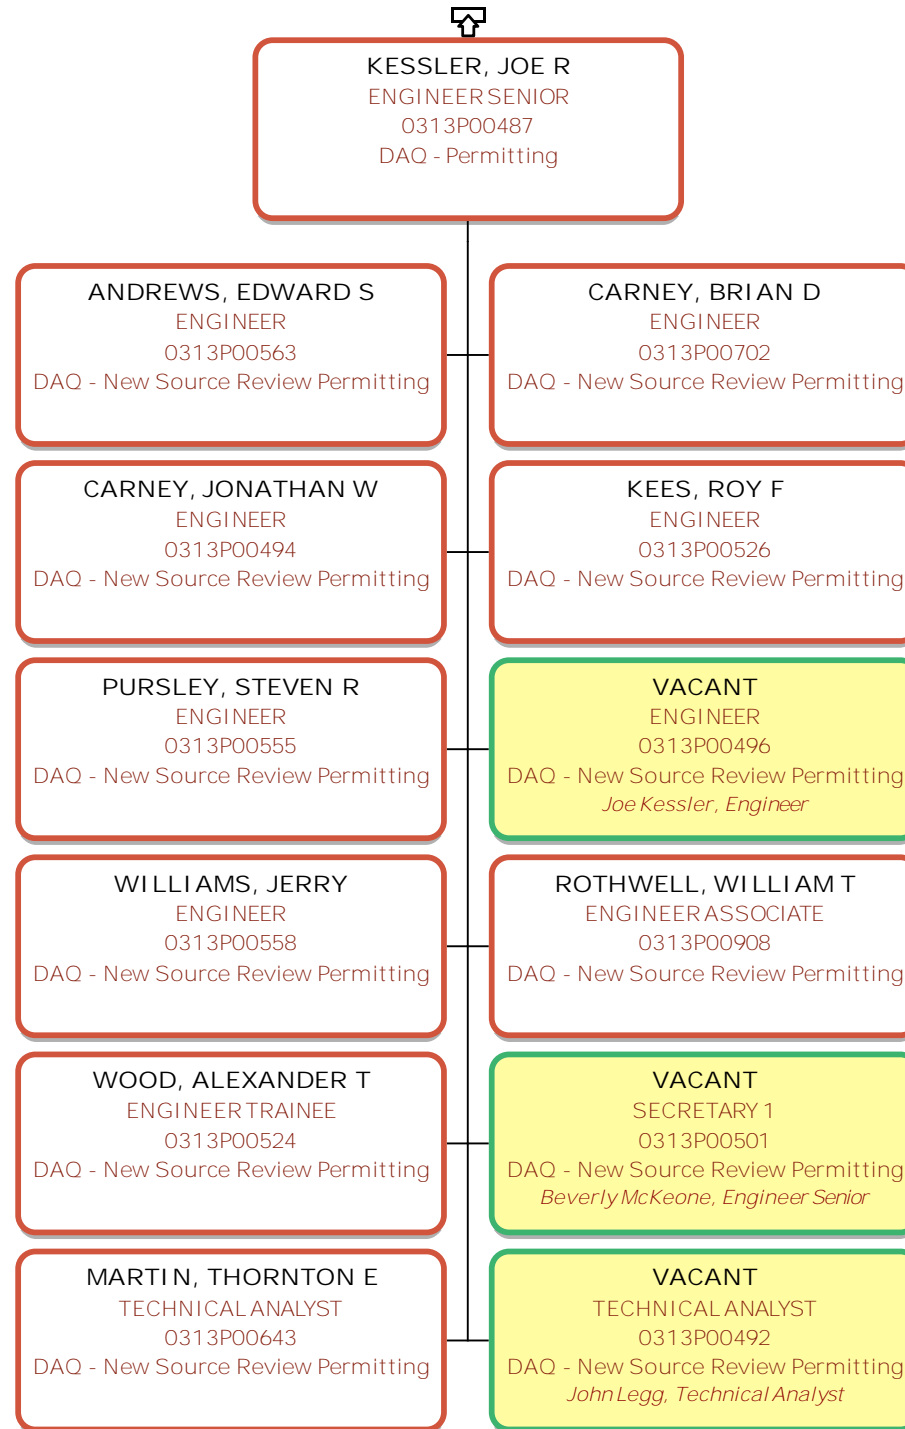 KESSLER, JOE R
ENGINEER SENIOR
0313P00487
DAQ - Permitting
ANDREWS, EDWARD S
ENGINEER
0313P00563
DAQ - New Source Review Permitting
CARNEY, BRIAN D
ENGINEER
0313P00702
DAQ - New Source Review Permitting
CARNEY, JONATHAN W
ENGINEER
0313P00494
DAQ - New Source Review Permitting
KEES, ROY F
ENGINEER
0313P00526
DAQ - New Source Review Permitting
PURSLEY, STEVEN R
ENGINEER
0313P00555
DAQ - New Source Review Permitting
VACANT
ENGINEER
0313P00496
DAQ - New Source Review Permitting
Joe Kessler, Engineer
WILLIAMS, JERRY
ENGINEER
0313P00558
DAQ - New Source Review Permitting
ROTHWELL, WILLIAM T
ENGINEER ASSOCIATE
0313P00908
DAQ - New Source Review Permitting
WOOD, ALEXANDER T
ENGINEER TRAINEE
0313P00524
DAQ - New Source Review Permitting
VACANT
SECRETARY 1
0313P00501
DAQ - New Source Review Permitting
Beverly McKeone, Engineer Senior
MARTIN, THORNTON E
TECHNICAL ANALYST
0313P00643
DAQ - New Source Review Permitting
VACANT
TECHNICAL ANALYST
0313P00492
DAQ - New Source Review Permitting
John Legg, Technical Analyst